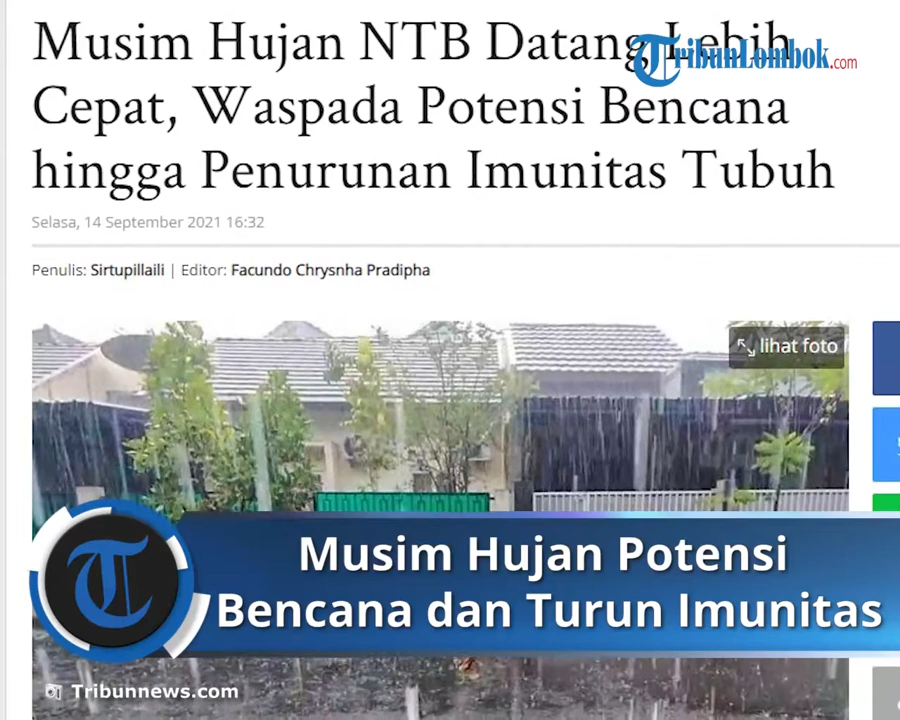 Musim Hujan NTB Datang Lebih
TribunLombok.com
Cepat, Waspada Potensi Bencana
hingga Penurunan Imunitas Tubuh
Selasa, 14 September 2021 16:32
Penulis: Sirtupillaili | Editor: Facundo Chrysnha Pradipha
lihat foto
Musim Hujan Potensi
Bencana dan Turun Imunitas
Tribunnews.com